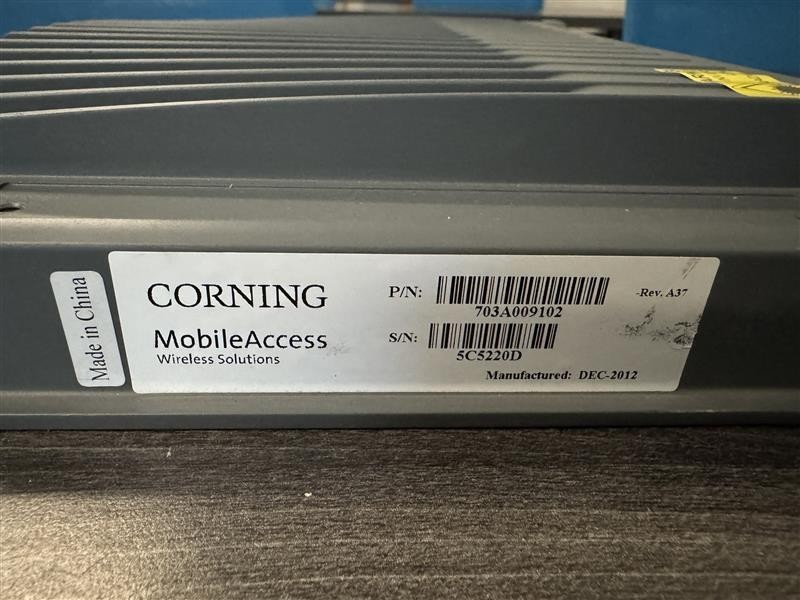 Made in China
CORNING
MobileAccess
Wireless Solutions
P/N:
703A009102
-Rev. A37
S/N:
5C5220D
Manufactured: DEC-2012